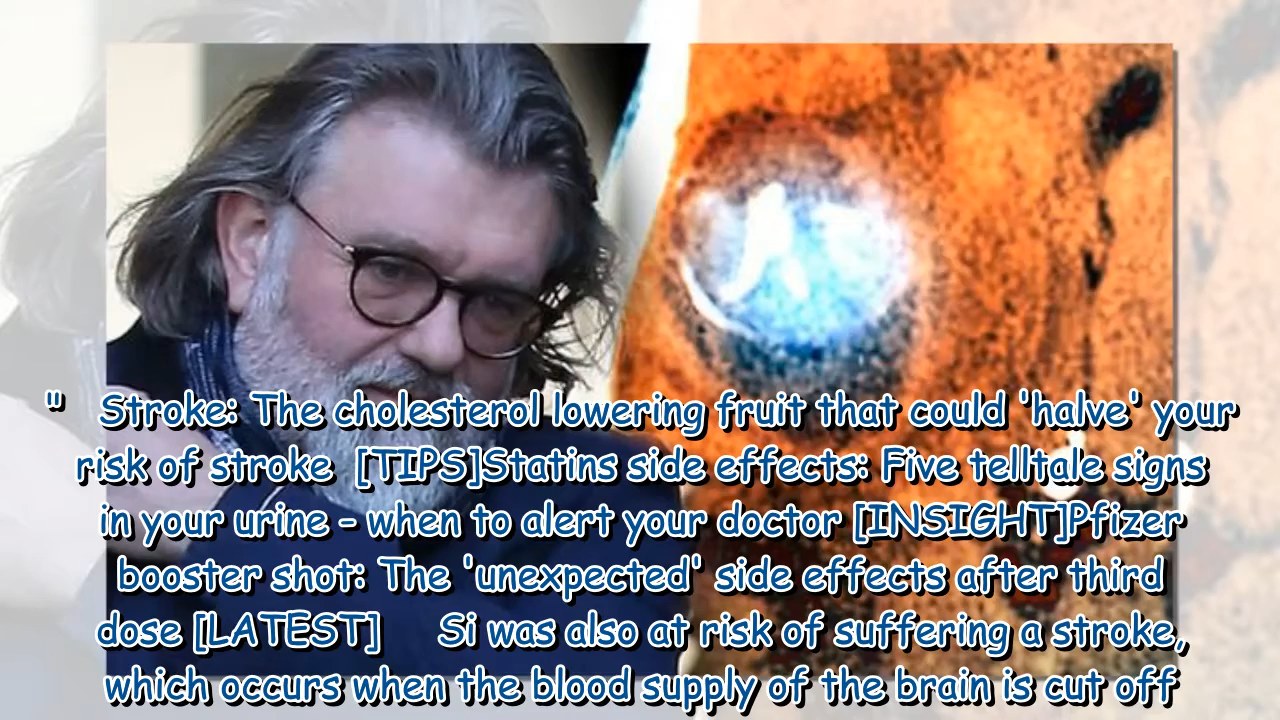 " Stroke: The cholesterol lowering fruit that could 'halve' your
risk of stroke [TIPS]Statins side effects: Five telltale signs
in your urine - when to alert your doctor [INSIGHT]Pfizer
booster shot: The 'unexpected' side effects after third
dose [LATEST] Si was also at risk of suffering a stroke,
which occurs when the blood supply of the brain is cut off